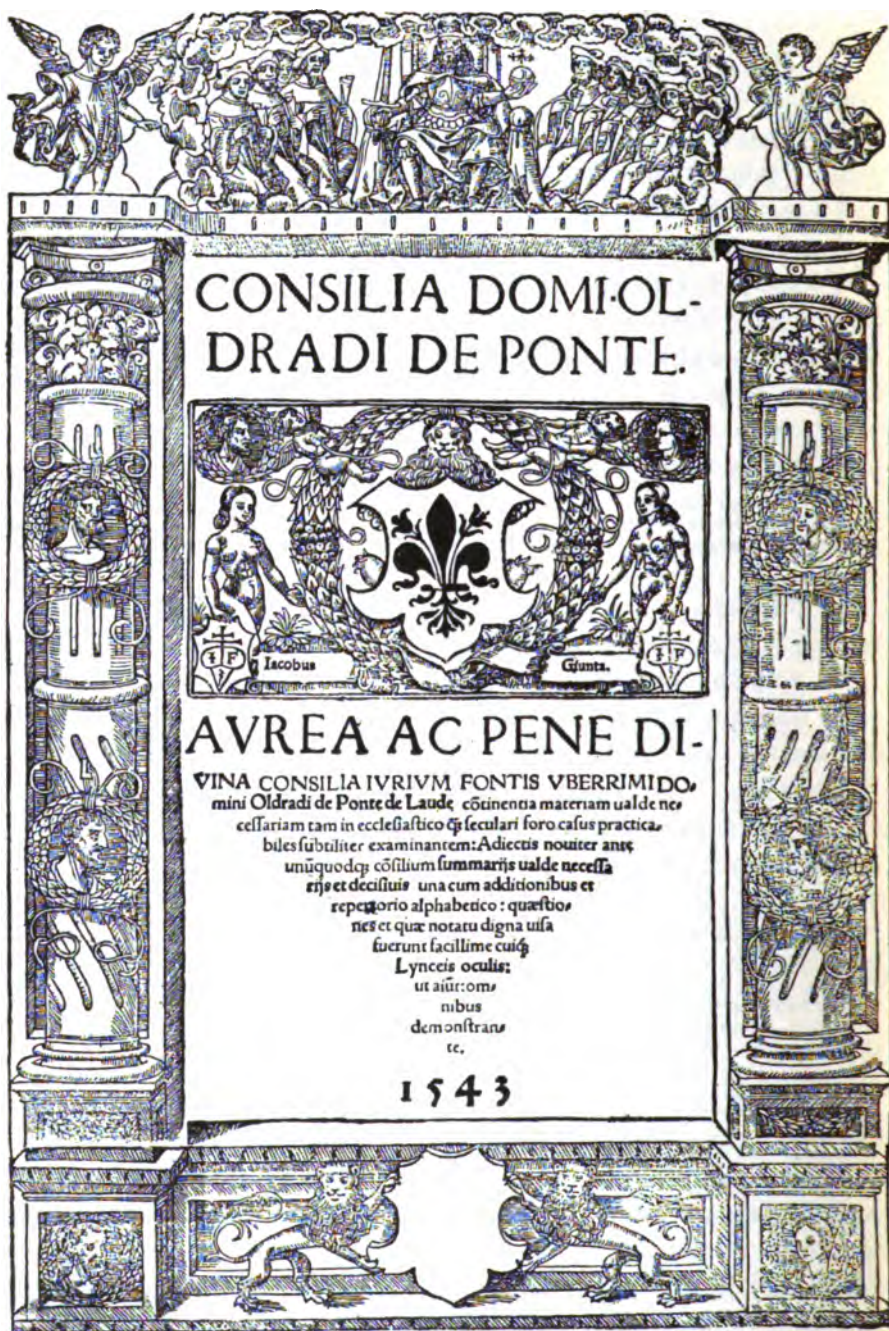 CONSILIA DOMI·OL-
DRADI DE PONTE.
I F
Iacobus
Giunta.
I F
AVREA AC PENE DI-
VINA CONSILIA IVRIVM FONTIS VBERRIMI DO,
mini Oldradi de Ponte de Laude cõtinentia materiam ualde ne,
ceſſariam tam in eccleſiaſtico ꝙ̃ ſeculari foro caſus practica,
biles ſubtiliter examinantem: Adiectis nouiter ante
unũquodqꝫ cõſilium ſummarijs ualde neceſſa
rijs et deciſiuis una cum additionibus et
repertorio alphabetico: quæſtio,
nes et quæ notatu digna uiſa
fuerunt facillime cuiqꝫ
Lynceis oculis:
ut aiũt: om,
nibus
demonſtran,
te.
1543